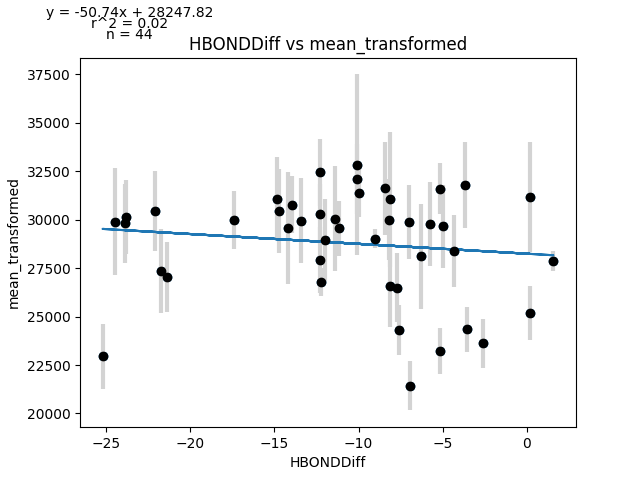 y = -50.74x + 28247.82
r^2 = 0.02
n = 44
HBONDDiff vs mean_transformed
mean_transformed
37500
35000
32500
30000
27500
25000
22500
20000
−25
−20
−15
−10
−5
0
HBONDDiff